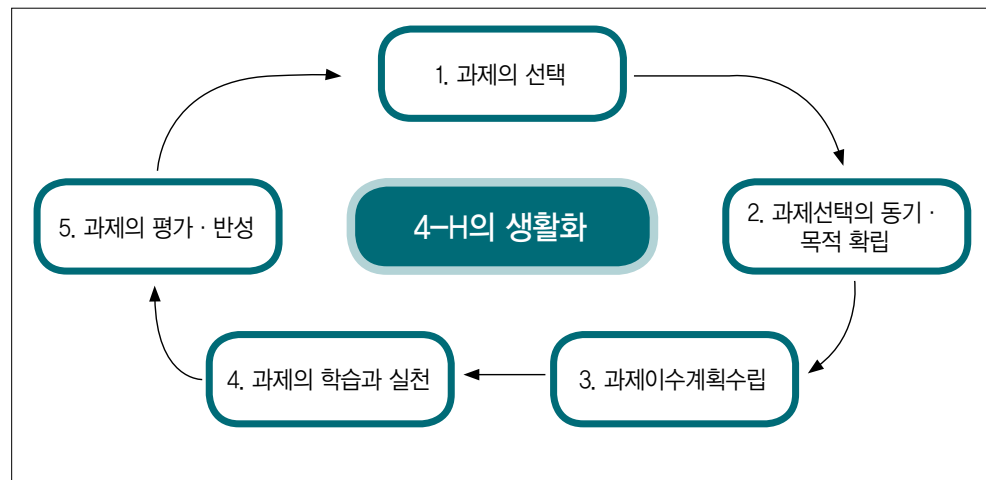 1. 과제의 선택
2. 과제선택의 동기 ·
목적 확립
3. 과제이수계획수립
4. 과제의 학습과 실천
5. 과제의 평가 · 반성
4-H의 생활화